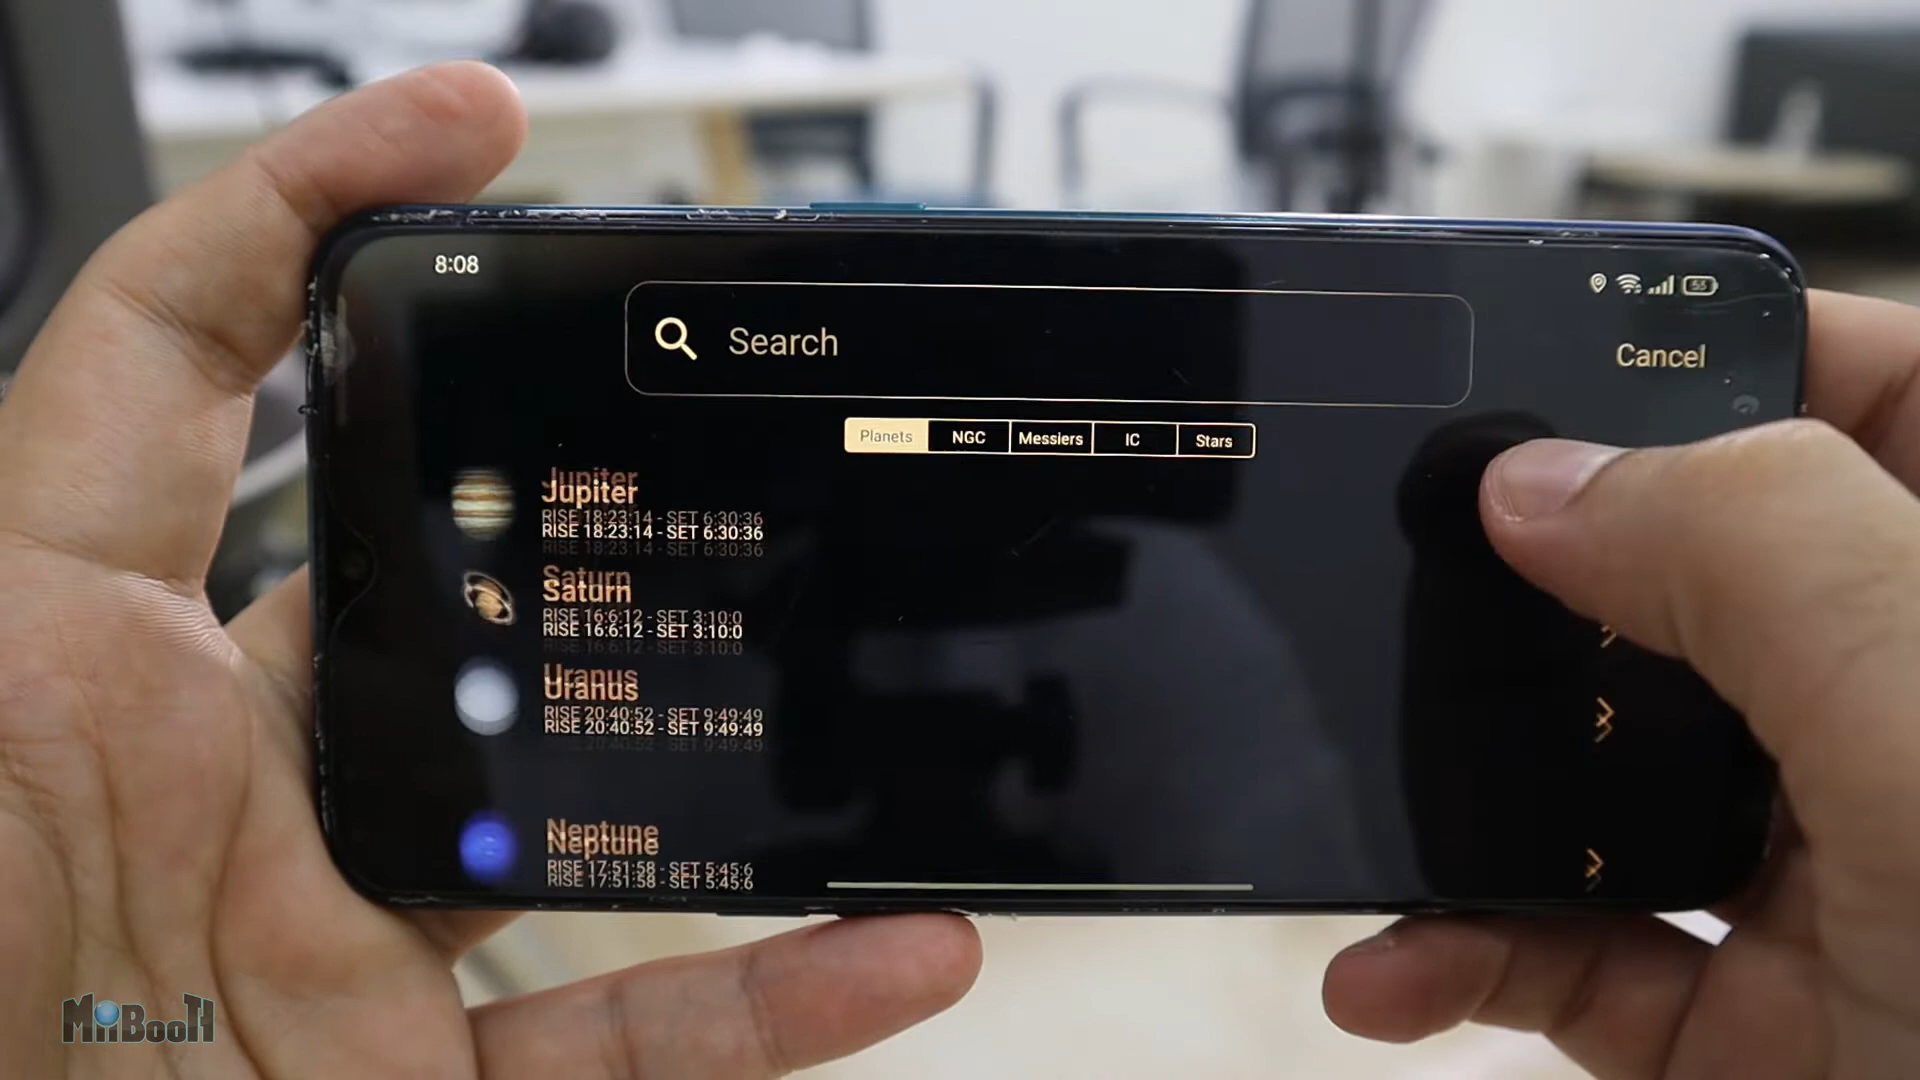 8:08
53
Search
Cancel
Planets NGC Messiers IC Stars
Jupiter
RISE 18:23:14 - SET 6:30:36
Saturn
RISE 16:6:12 - SET 3:10:0
Uranus
RISE 20:40:52 - SET 9:49:49
Neptune
RISE 17:51:58 - SET 5:45:6
MiiBooTH